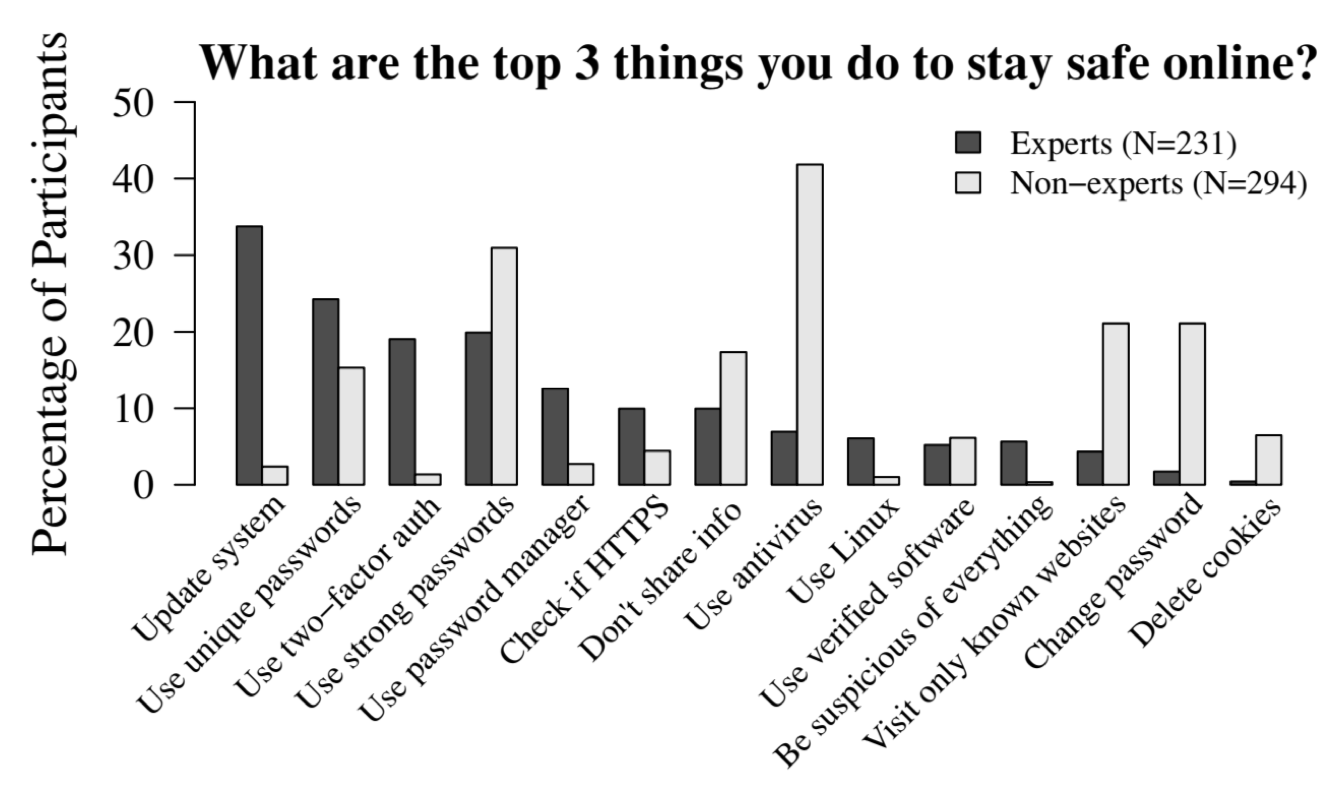 What are the top 3 things you do to stay safe online?
Percentage of Participants
50
40
30
20
10
0
Experts (N=231)
Non−experts (N=294)
Update system
Use unique passwords
Use two−factor auth
Use strong passwords
Use password manager
Check if HTTPS
Don't share info
Use antivirus
Use Linux
Use verified software
Be suspicious of everything
Visit only known websites
Change password
Delete cookies